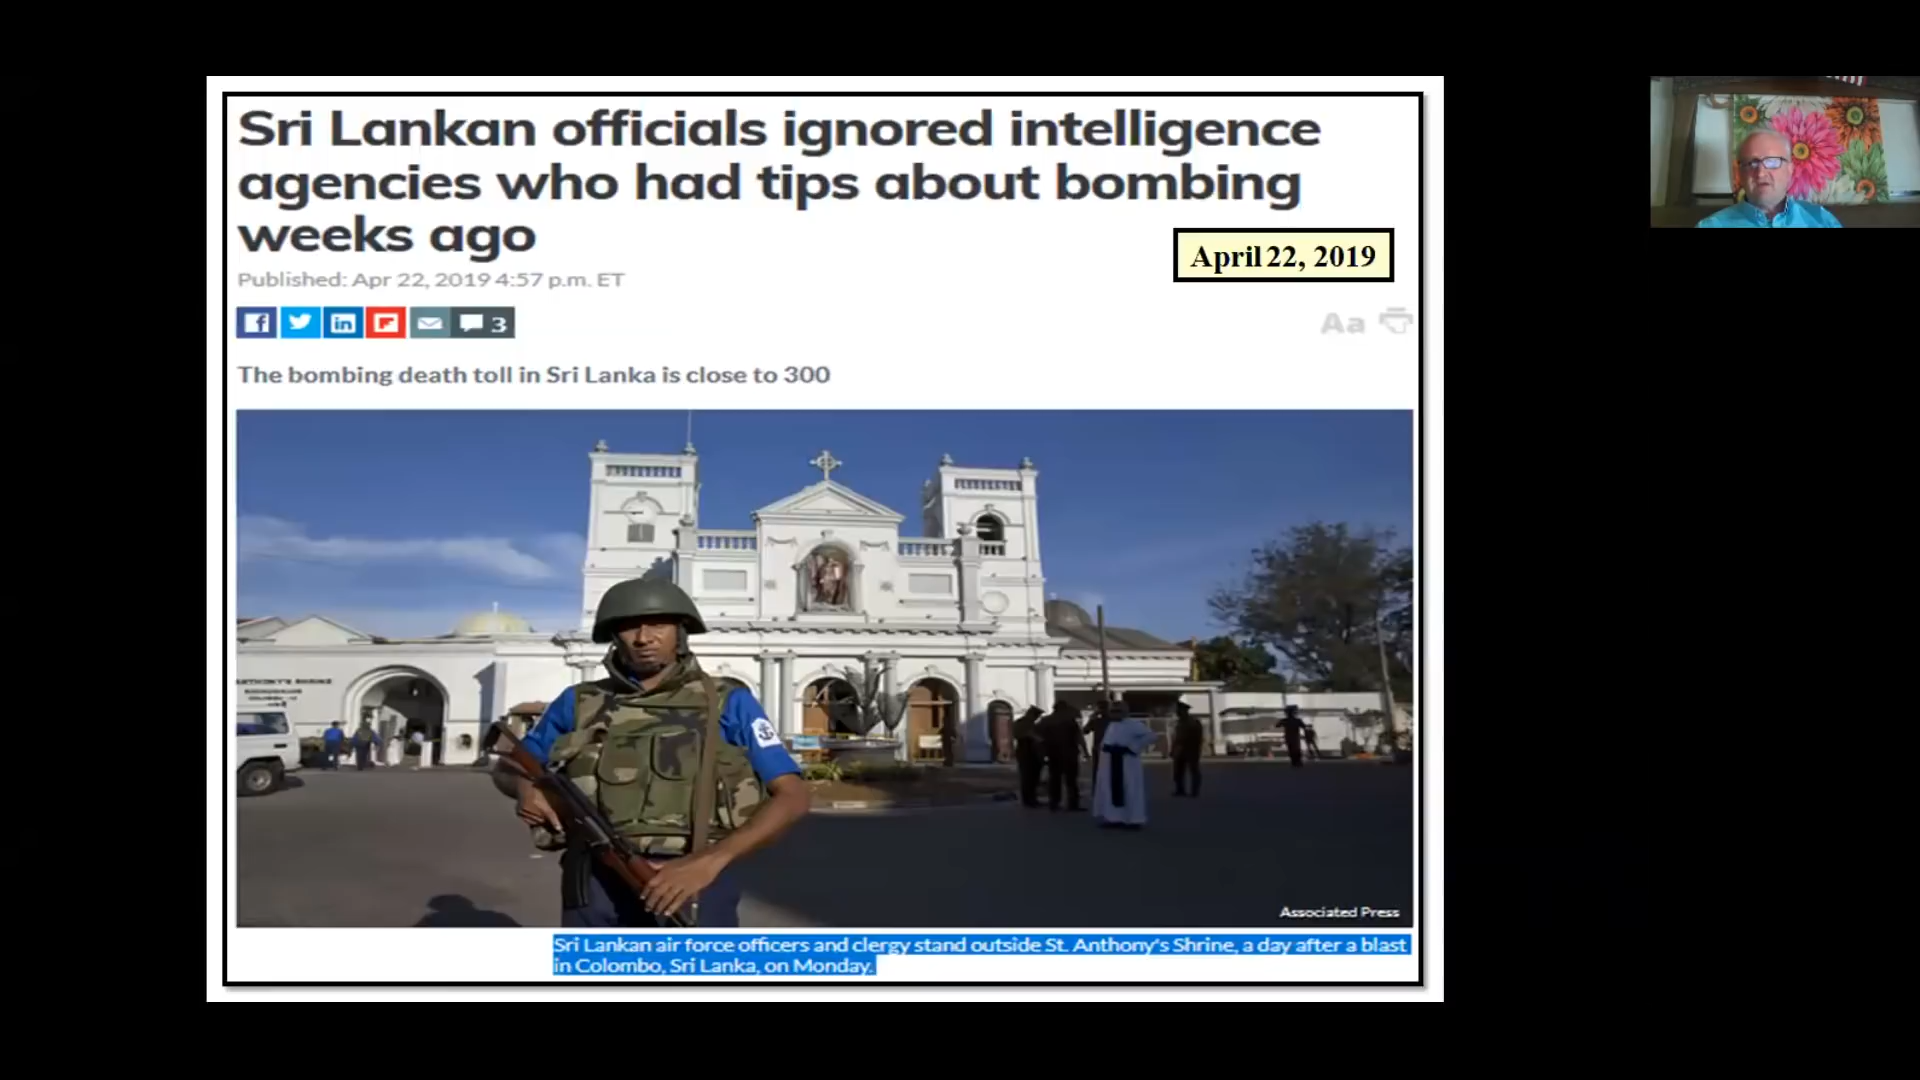 Sri Lankan officials ignored intelligence
agencies who had tips about bombing
weeks ago
April 22, 2019
Published: Apr 22, 2019 4:57 p.m. ET
3
Aa
The bombing death toll in Sri Lanka is close to 300
ANTHONY'S SHRINE
Associated Press
Sri Lankan air force officers and clergy stand outside St. Anthony's Shrine, a day after a blast
in Colombo, Sri Lanka, on Monday.